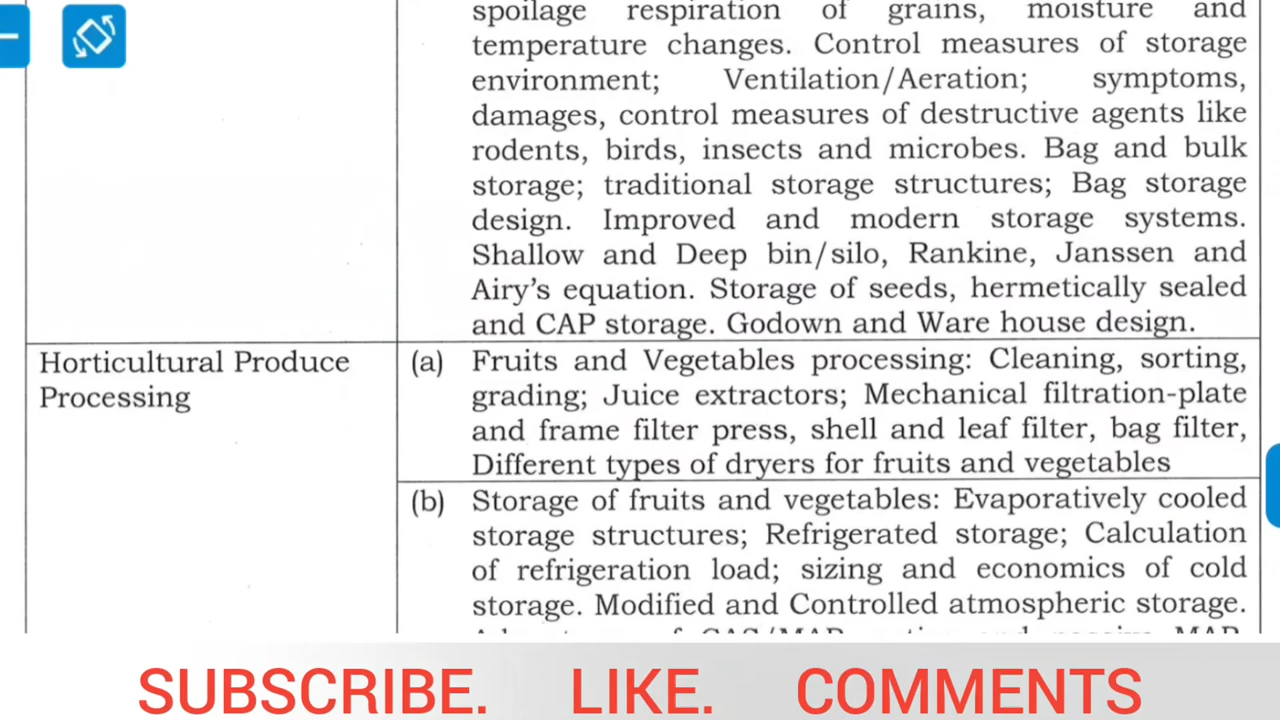 spoilage respiration of grains, moisture and
temperature changes. Control measures of storage
environment; Ventilation/Aeration; symptoms,
damages, control measures of destructive agents like
rodents, birds, insects and microbes. Bag and bulk
storage; traditional storage structures; Bag storage
design. Improved and modern storage systems.
Shallow and Deep bin/silo, Rankine, Janssen and
Airy's equation. Storage of seeds, hermetically sealed
and CAP storage. Godown and Ware house design.
Horticultural Produce
Processing
(a) Fruits and Vegetables processing: Cleaning, sorting,
grading; Juice extractors; Mechanical filtration-plate
and frame filter press, shell and leaf filter, bag filter,
Different types of dryers for fruits and vegetables
(b) Storage of fruits and vegetables: Evaporatively cooled
storage structures; Refrigerated storage; Calculation
of refrigeration load; sizing and economics of cold
storage. Modified and Controlled atmospheric storage.
SUBSCRIBE. LIKE. COMMENTS